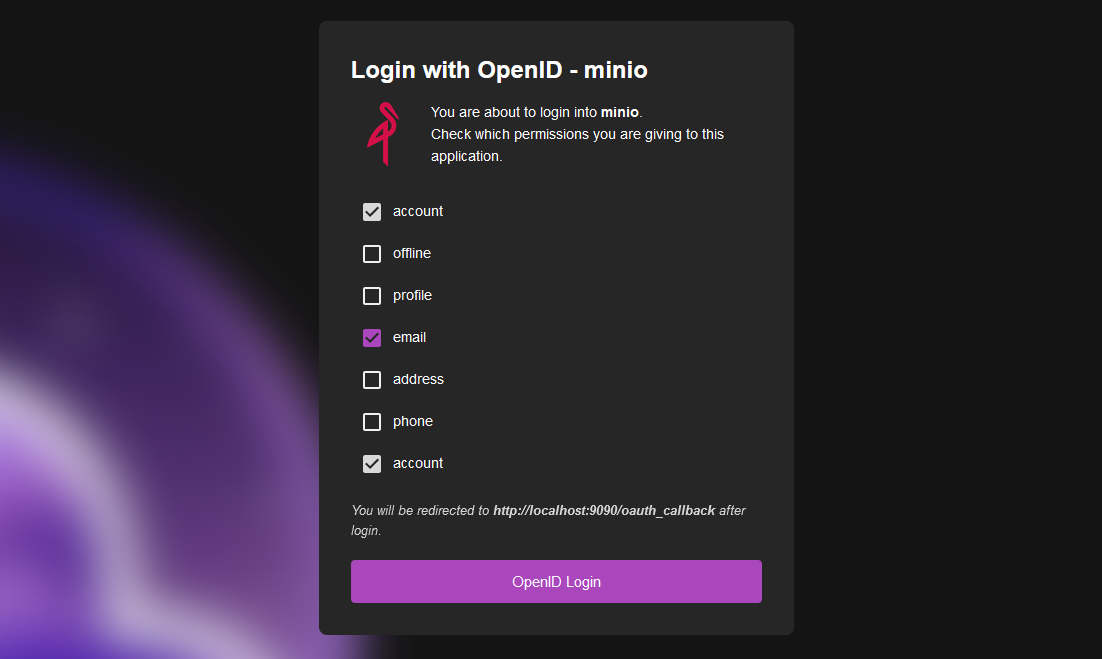 Login with OpenID - minio
You are about to login into minio.
Check which permissions you are giving to this
application.
account
offline
profile
email
address
phone
account
You will be redirected to http://localhost:9090/oauth_callback after
login.
OpenID Login